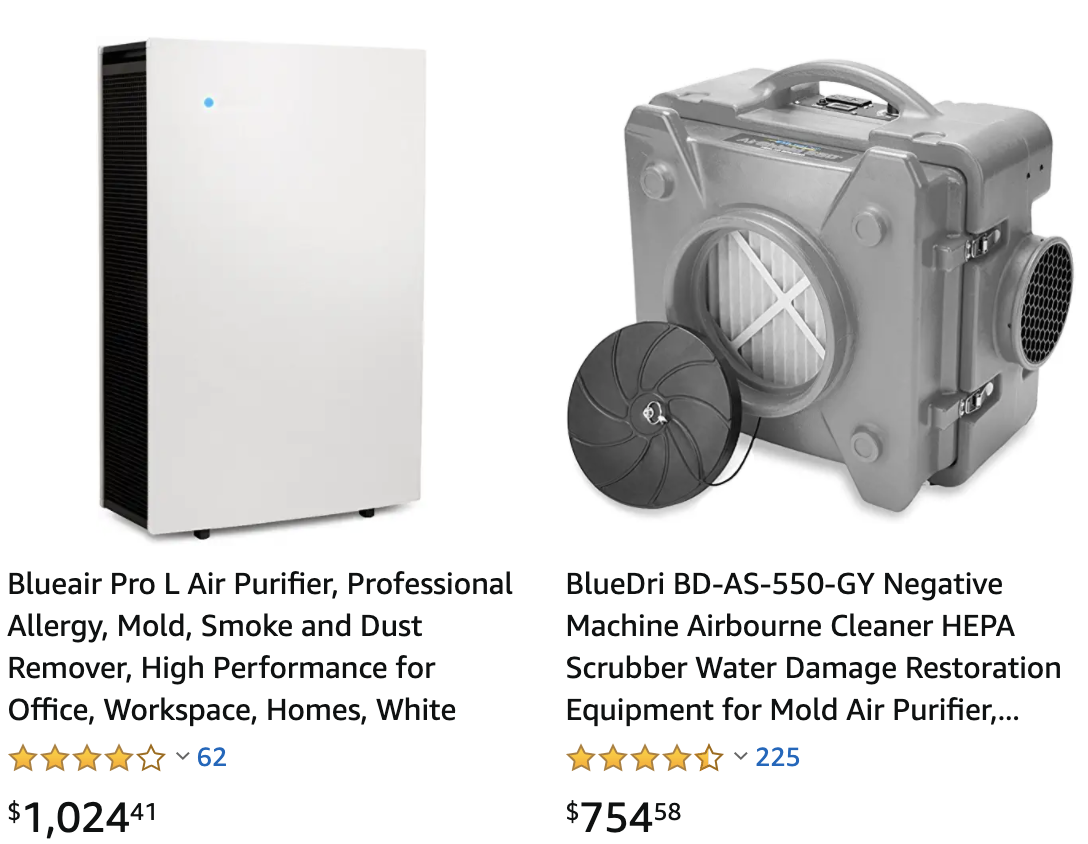 Blueair Pro L Air Purifier, Professional
Allergy, Mold, Smoke and Dust
Remover, High Performance for
Office, Workspace, Homes, White
62
$1,024.41
BlueDri BD-AS-550-GY Negative
Machine Airbourne Cleaner HEPA
Scrubber Water Damage Restoration
Equipment for Mold Air Purifier,...
225
$754.58